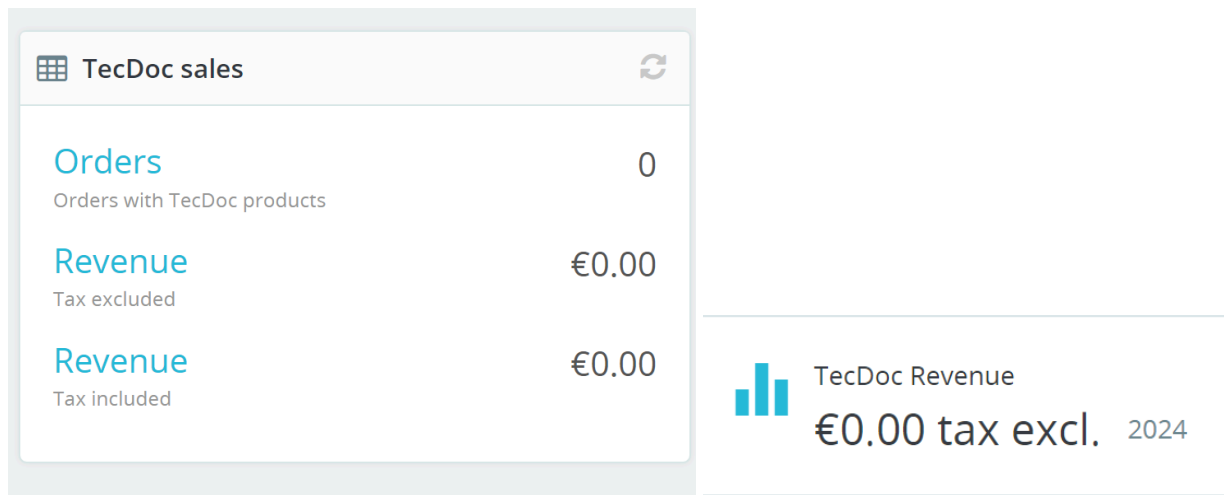 TecDoc sales
Orders 0
Orders with TecDoc products
Revenue €0.00
Tax excluded
Revenue €0.00
Tax included
TecDoc Revenue
€0.00 tax excl. 2024